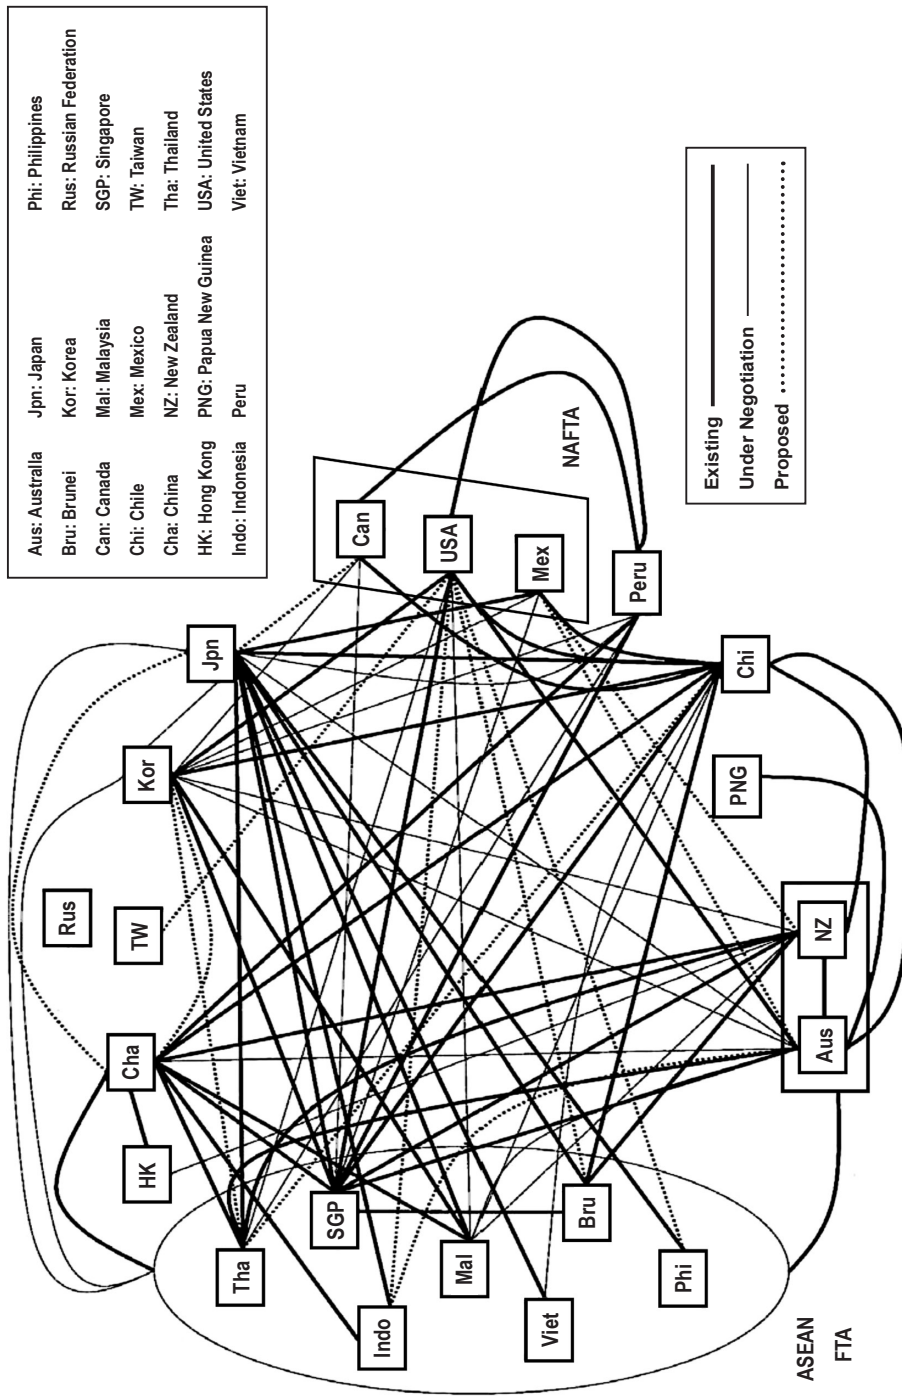 Aus: Australla Jpn: Japan Phi: Philippines
Bru: Brunei Kor: Korea Rus: Russian Federation
Can: Canada Mal: Malaysia SGP: Singapore
Chi: Chile Mex: Mexico TW: Taiwan
Cha: China NZ: New Zealand Tha: Thailand
HK: Hong Kong PNG: Papua New Guinea USA: United States
Indo: Indonesia Peru Viet: Vietnam
Rus
Kor
Jpn
TW
Cha
HK
Can
USA
Mex
NAFTA
Tha
SGP
Indo
Mal
Viet
Bru
Phi
Peru
Chi
PNG
NZ
Aus
ASEAN
FTA
Existing
Under Negotiation
Proposed